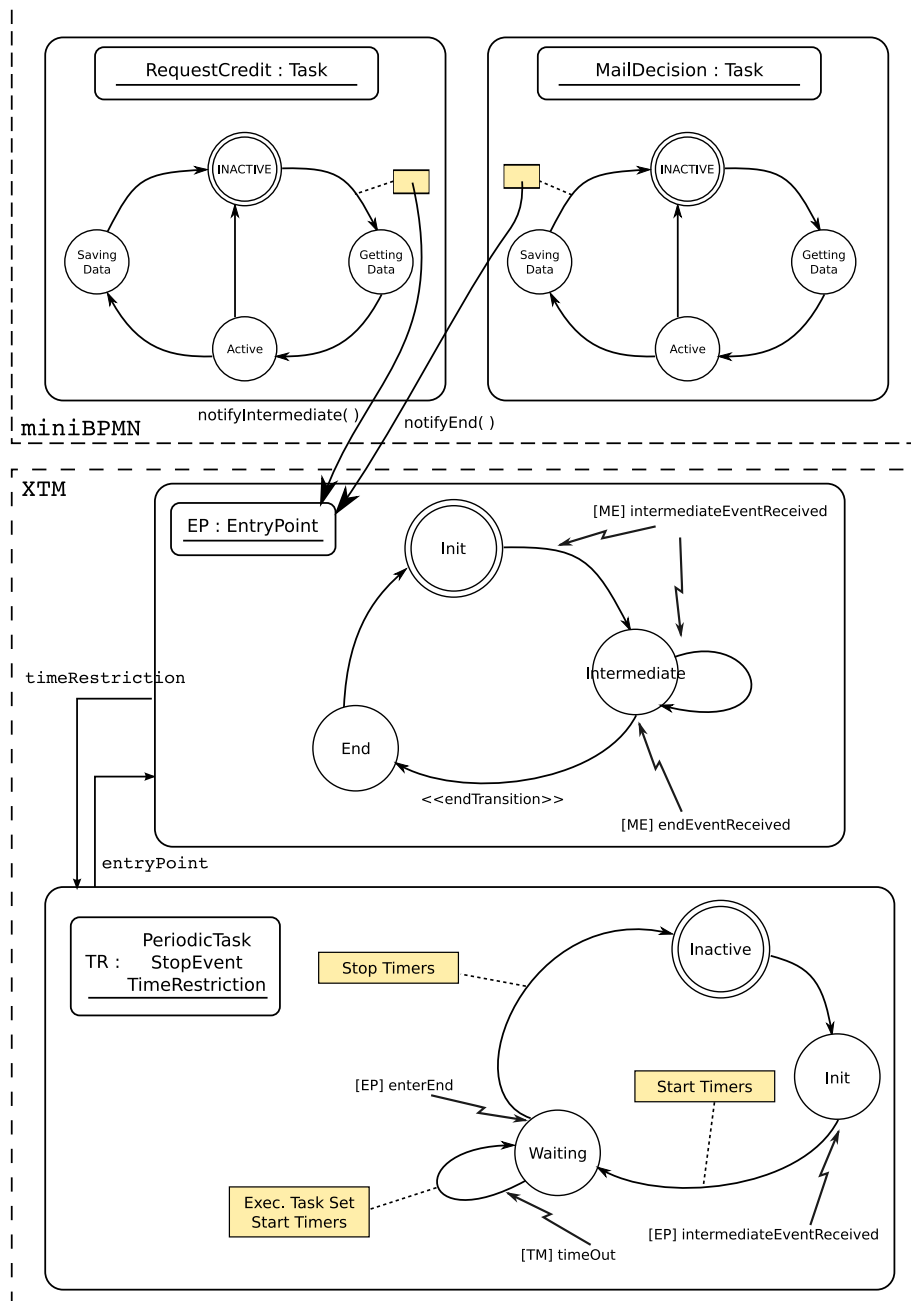 RequestCredit : Task
MailDecision : Task
INACTIVE
Saving
Data
Getting
Data
Active
INACTIVE
Saving
Data
Getting
Data
Active
notifyIntermediate( )
notifyEnd( )
miniBPMN
XTM
EP : EntryPoint
Init
[ME] intermediateEventReceived
Intermediate
timeRestriction
End
<<endTransition>>
[ME] endEventReceived
entryPoint
PeriodicTask
TR : StopEvent
TimeRestriction
Inactive
Stop Timers
Init
[EP] enterEnd
Start Timers
Waiting
Exec. Task Set
Start Timers
[EP] intermediateEventReceived
[TM] timeOut